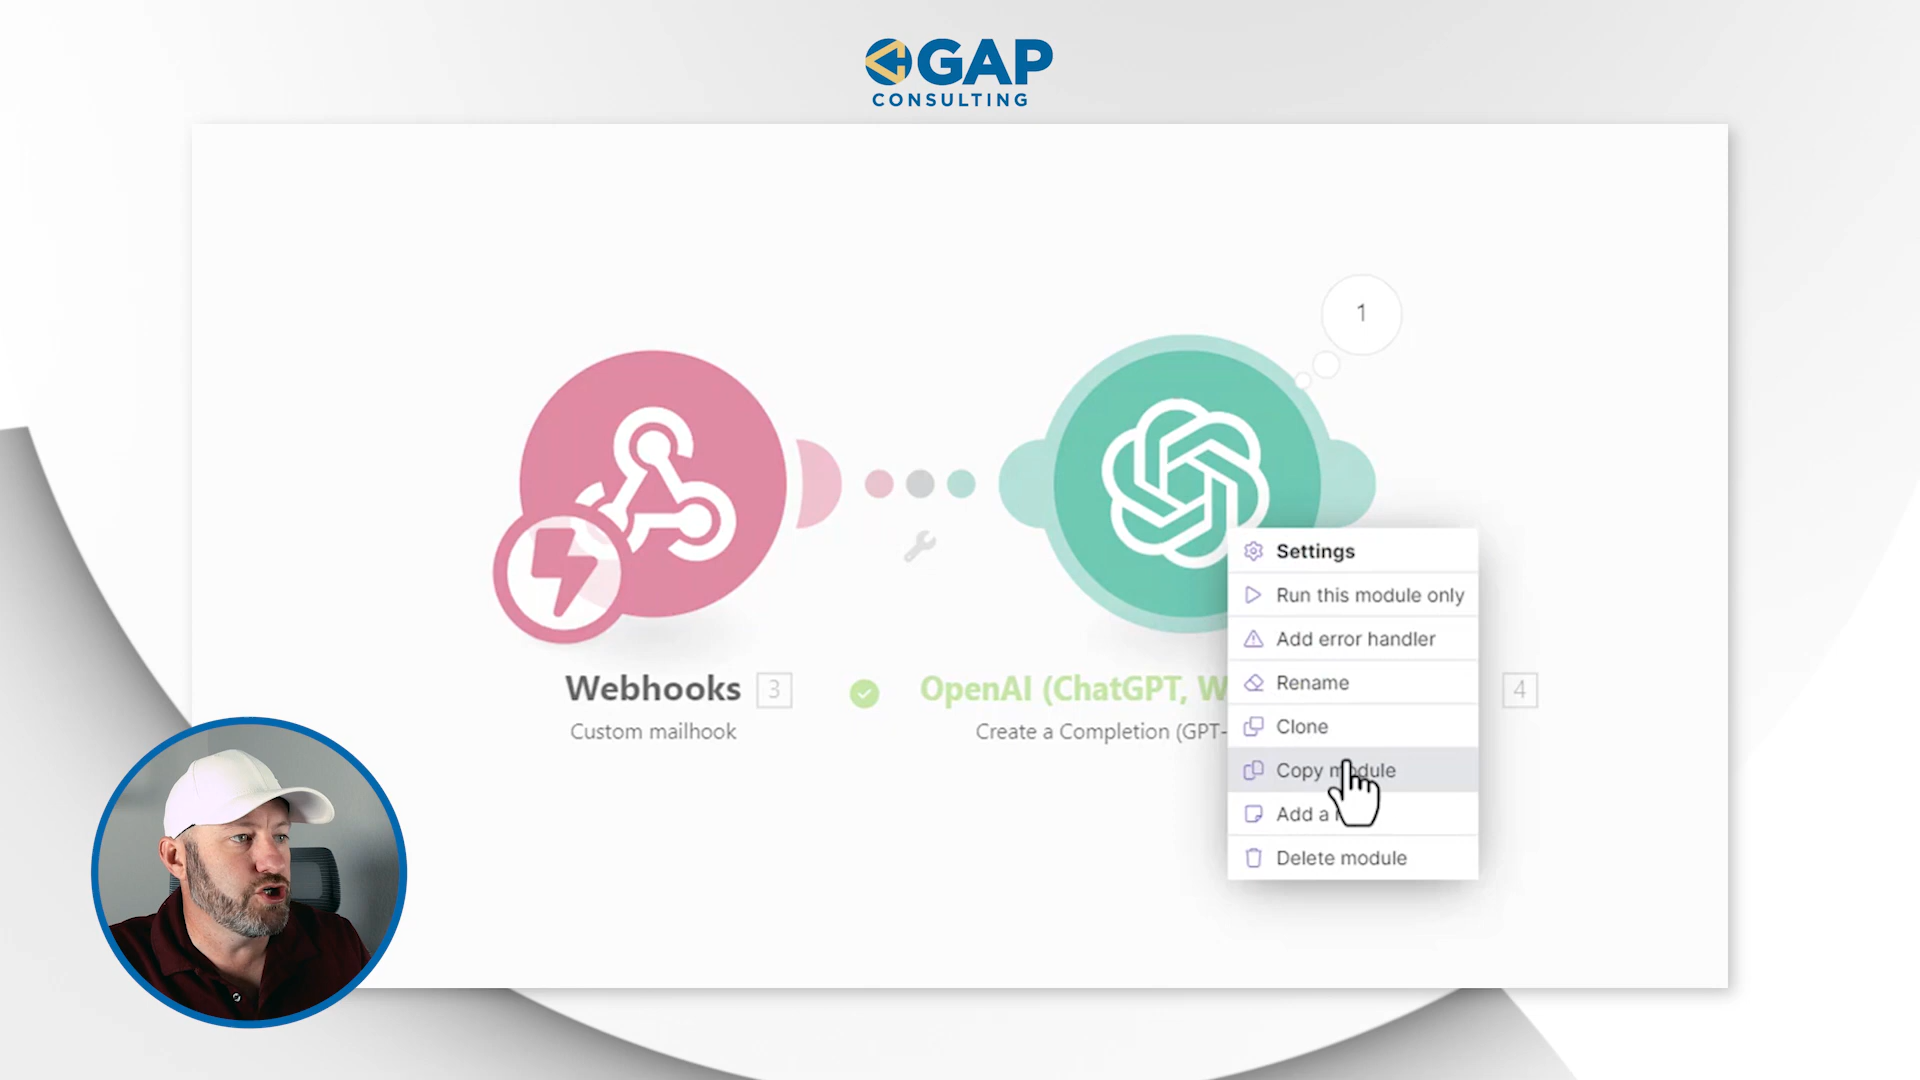 GAP
CONSULTING
1
Settings
Run this module only
Add error handler
Rename
Clone
Copy module
Add a
Delete module
Webhooks 3
Custom mailhook
OpenAI (ChatGPT, W
Create a Completion (GPT-
4